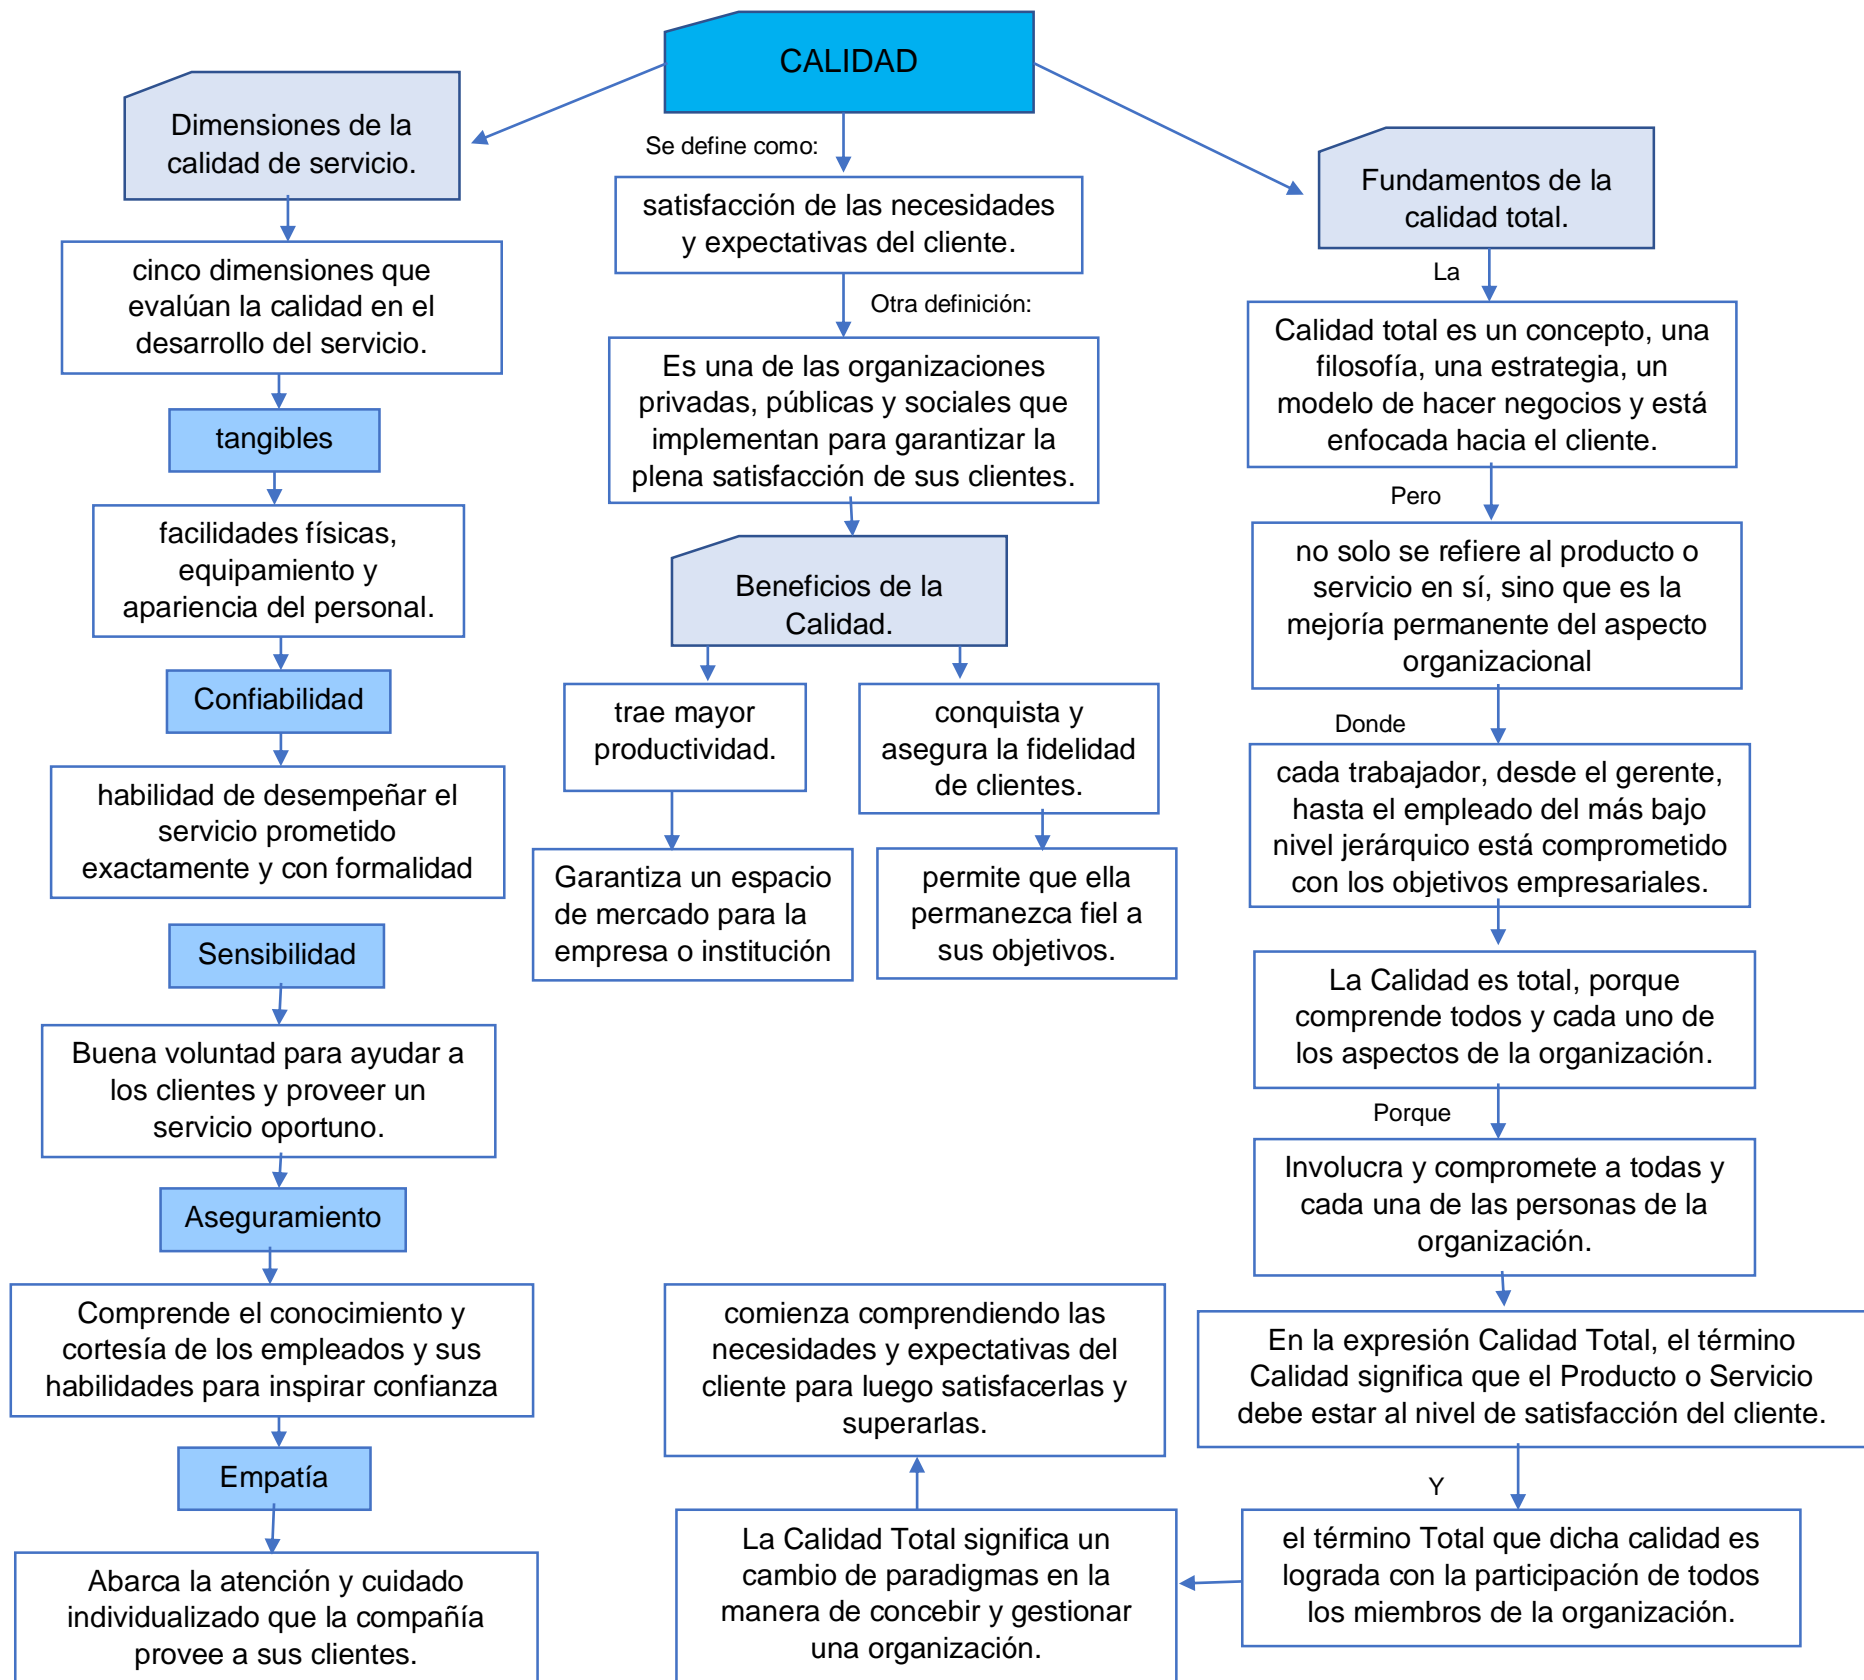 CALIDAD
Dimensiones de la
calidad de servicio.
cinco dimensiones que
evalúan la calidad en el
desarrollo del servicio.
tangibles
facilidades físicas,
equipamiento y
apariencia del personal.
Confiabilidad
habilidad de desempeñar el
servicio prometido
exactamente y con formalidad
Sensibilidad
Buena voluntad para ayudar a
los clientes y proveer un
servicio oportuno.
Aseguramiento
Comprende el conocimiento y
cortesía de los empleados y sus
habilidades para inspirar confianza
Empatía
Abarca la atención y cuidado
individualizado que la compañía
provee a sus clientes.
Se define como:
satisfacción de las necesidades
y expectativas del cliente.
Otra definición:
Es una de las organizaciones
privadas, públicas y sociales que
implementan para garantizar la
plena satisfacción de sus clientes.
Beneficios de la
Calidad.
trae mayor
productividad.
Garantiza un espacio
de mercado para la
empresa o institución
conquista y
asegura la fidelidad
de clientes.
permite que ella
permanezca fiel a
sus objetivos.
Fundamentos de la
calidad total.
La
Calidad total es un concepto, una
filosofía, una estrategia, un
modelo de hacer negocios y está
enfocada hacia el cliente.
Pero
no solo se refiere al producto o
servicio en sí, sino que es la
mejoría permanente del aspecto
organizacional
Donde
cada trabajador, desde el gerente,
hasta el empleado del más bajo
nivel jerárquico está comprometido
con los objetivos empresariales.
La Calidad es total, porque
comprende todos y cada uno de
los aspectos de la organización.
Porque
Involucra y compromete a todas y
cada una de las personas de la
organización.
En la expresión Calidad Total, el término
Calidad significa que el Producto o Servicio
debe estar al nivel de satisfacción del cliente.
Y
el término Total que dicha calidad es
lograda con la participación de todos
los miembros de la organización.
La Calidad Total significa un
cambio de paradigmas en la
manera de concebir y gestionar
una organización.
comienza comprendiendo las
necesidades y expectativas del
cliente para luego satisfacerlas y
superarlas.